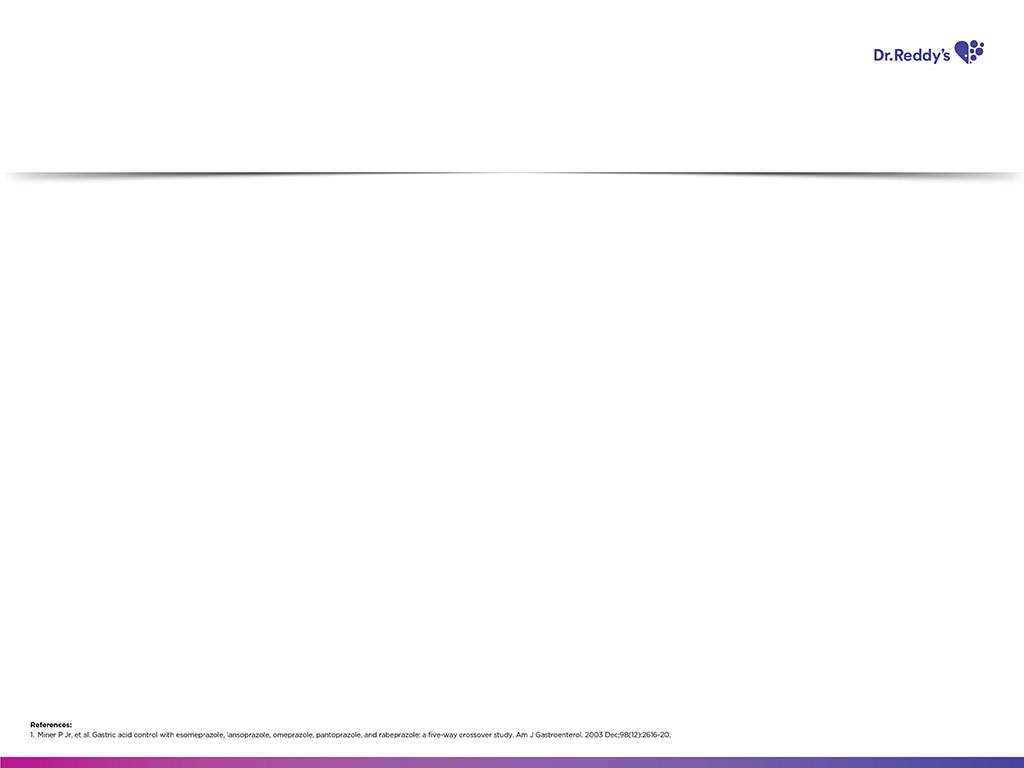 Dr.Reddy's
References:
1. Miner P Jr, et al. Gastric acid control with esomeprazole, lansoprazole, omeprazole, pantoprazole, and rabeprazole: a five-way crossover study. Am J Gastroenterol. 2003 Dec;98(12):2616-20.